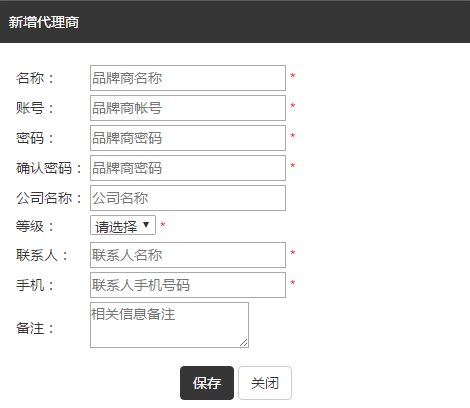 新增代理商
名称： 品牌商名称 *
账号： 品牌商帐号 *
密码： 品牌商密码 *
确认密码： 品牌商密码 *
公司名称： 公司名称
等级： 请选择 *
联系人： 联系人名称 *
手机： 联系人手机号码 *
备注： 相关信息备注
保存 关闭